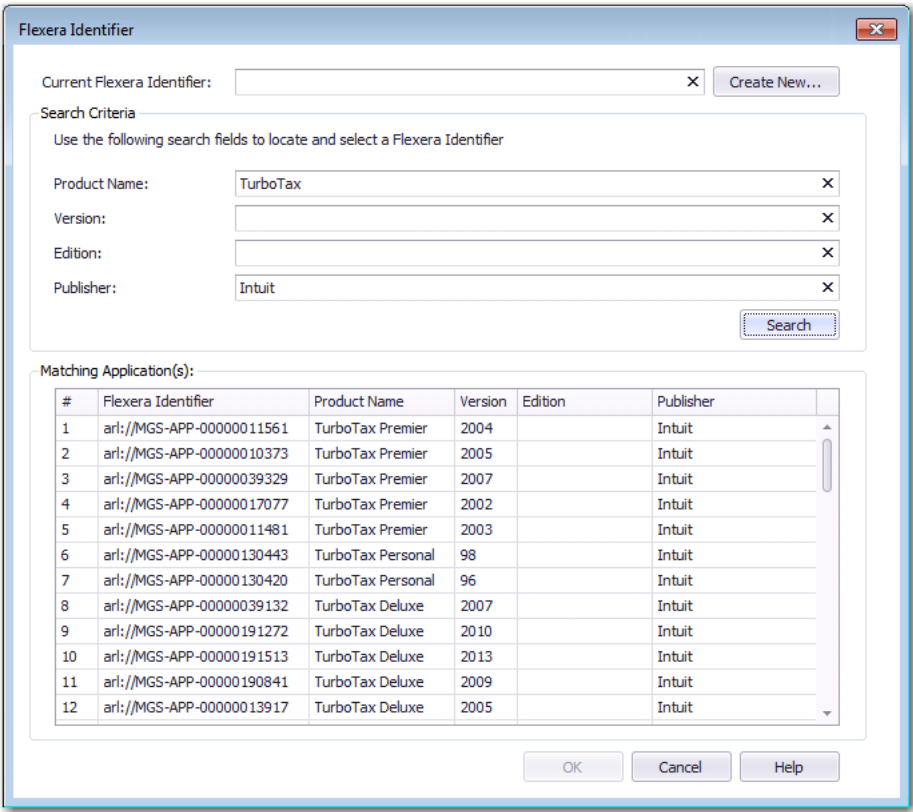 Flexera Identifier
Current Flexera Identifier: Create New...
Search Criteria
Use the following search fields to locate and select a Flexera Identifier
Product Name: TurboTax
Version:
Edition:
Publisher: Intuit
Search
Matching Application(s):
# Flexera Identifier Product Name Version Edition Publisher
1 arl://MGS-APP-00000011561 TurboTax Premier 2004 Intuit
2 arl://MGS-APP-00000010373 TurboTax Premier 2005 Intuit
3 arl://MGS-APP-00000039329 TurboTax Premier 2007 Intuit
4 arl://MGS-APP-00000017077 TurboTax Premier 2002 Intuit
5 arl://MGS-APP-00000011481 TurboTax Premier 2003 Intuit
6 arl://MGS-APP-00000130443 TurboTax Personal 98 Intuit
7 arl://MGS-APP-00000130420 TurboTax Personal 96 Intuit
8 arl://MGS-APP-00000039132 TurboTax Deluxe 2007 Intuit
9 arl://MGS-APP-00000191272 TurboTax Deluxe 2010 Intuit
10 arl://MGS-APP-00000191513 TurboTax Deluxe 2013 Intuit
11 arl://MGS-APP-00000190841 TurboTax Deluxe 2009 Intuit
12 arl://MGS-APP-00000013917 TurboTax Deluxe 2005 Intuit
OK Cancel Help